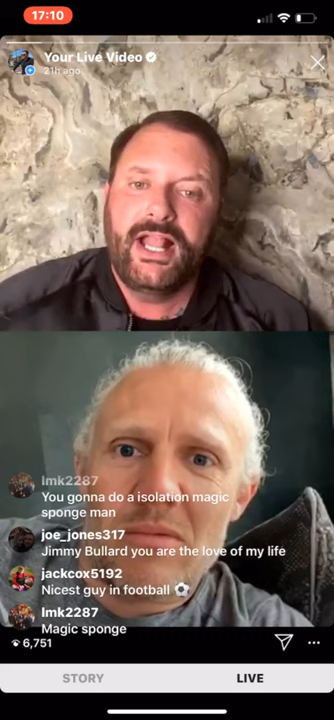 17:10
Your Live Video
21h ago
lmk2287
You gonna do a isolation magic
sponge man
joe_jones317
Jimmy Bullard you are the love of my life
jackcox5192
Nicest guy in football ⚽
lmk2287
Magic sponge
6,751
STORY LIVE